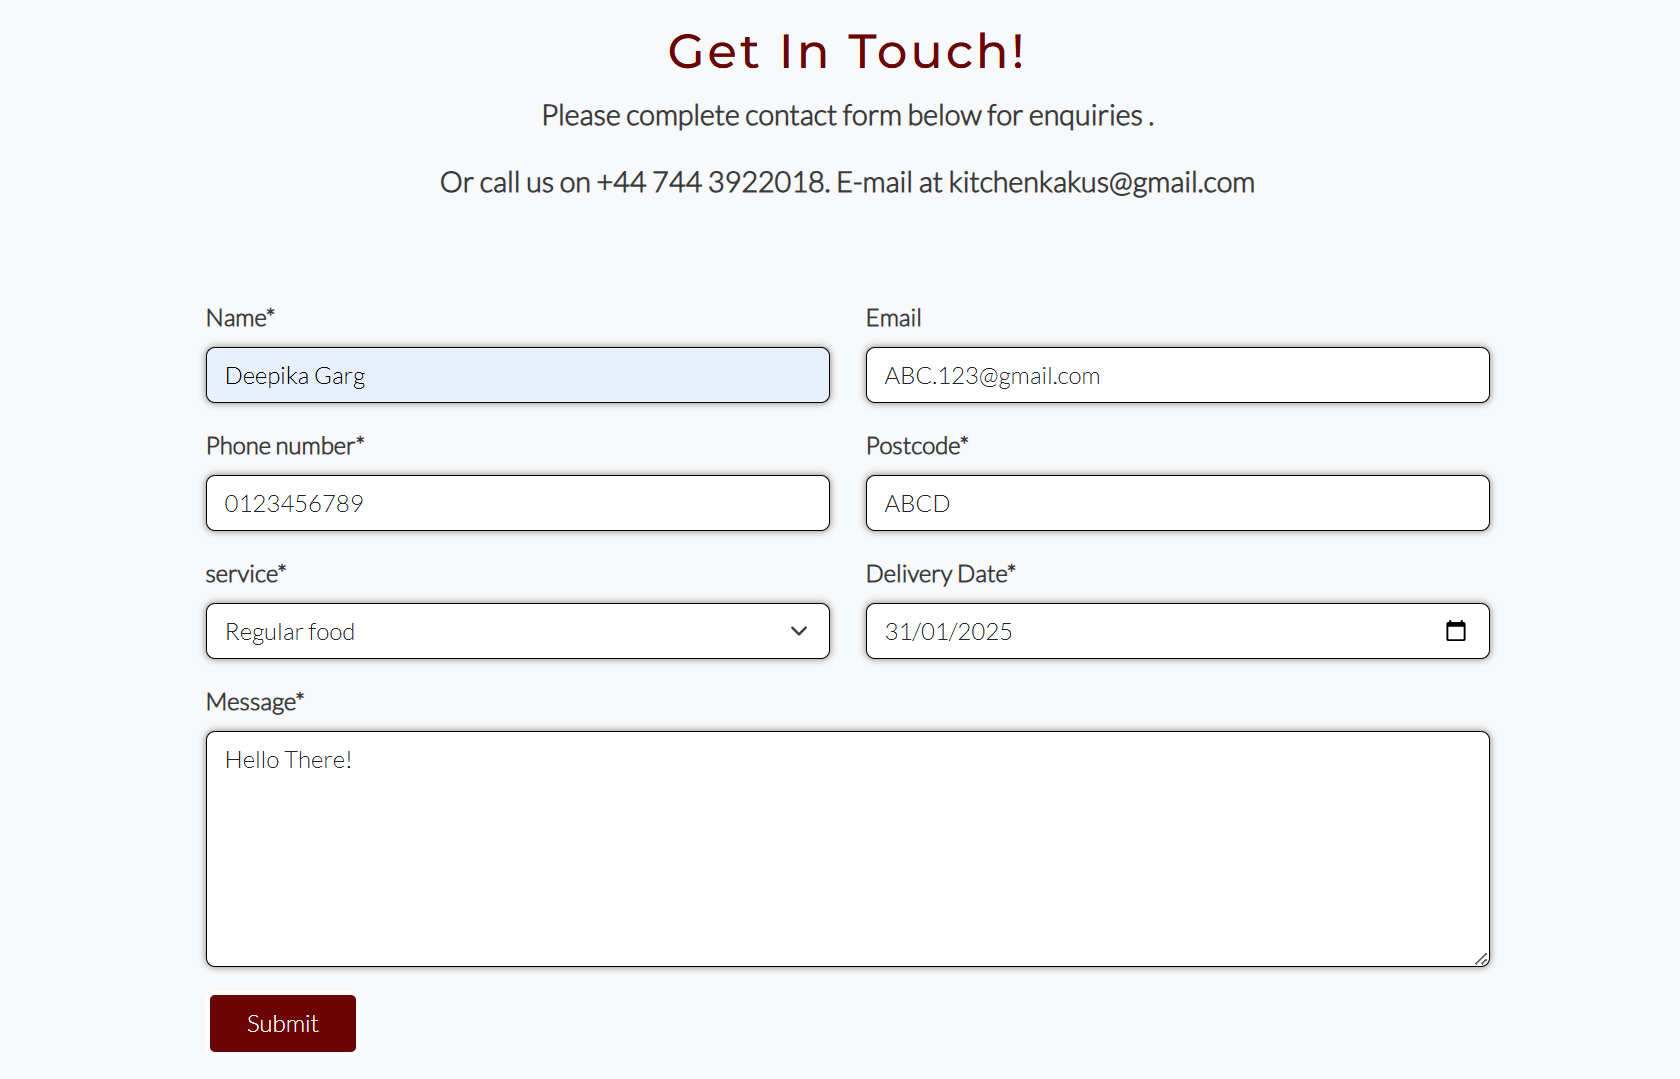 Get In Touch!
Please complete contact form below for enquiries .
Or call us on +44 744 3922018. E-mail at kitchenkakus@gmail.com
Name*
Email
Deepika Garg
ABC.123@gmail.com
Phone number*
Postcode*
0123456789
ABCD
service*
Delivery Date*
Regular food
31/01/2025
Message*
Hello There!
Submit